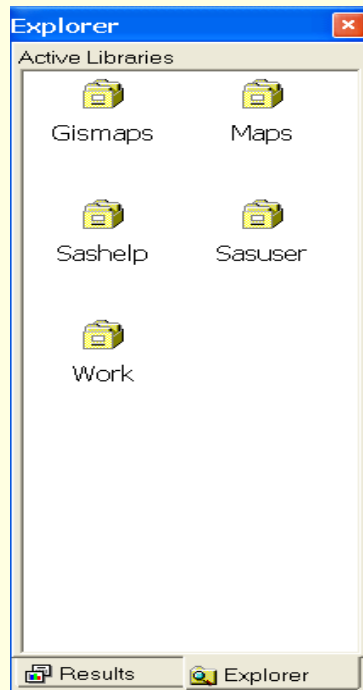 Explorer
Active Libraries
Gismaps Maps
Sashelp Sasuser
Work
Results Explorer